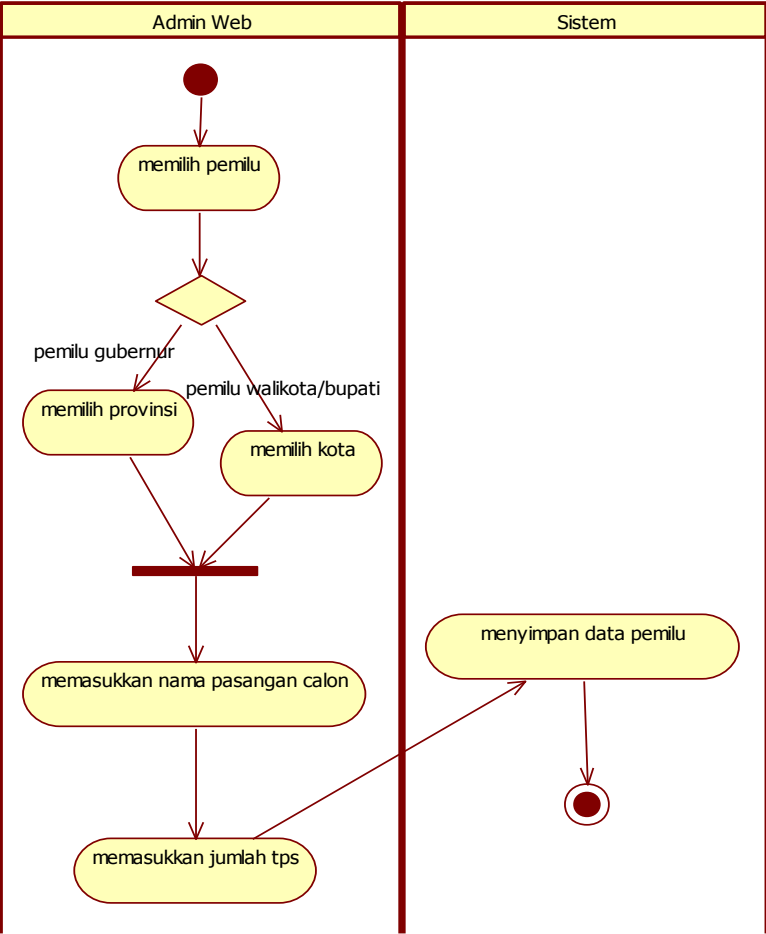 Admin Web
Sistem
memilih pemilu
pemilu gubernur
pemilu walikota/bupati
memilih provinsi
memilih kota
menyimpan data pemilu
memasukkan nama pasangan calon
memasukkan jumlah tps